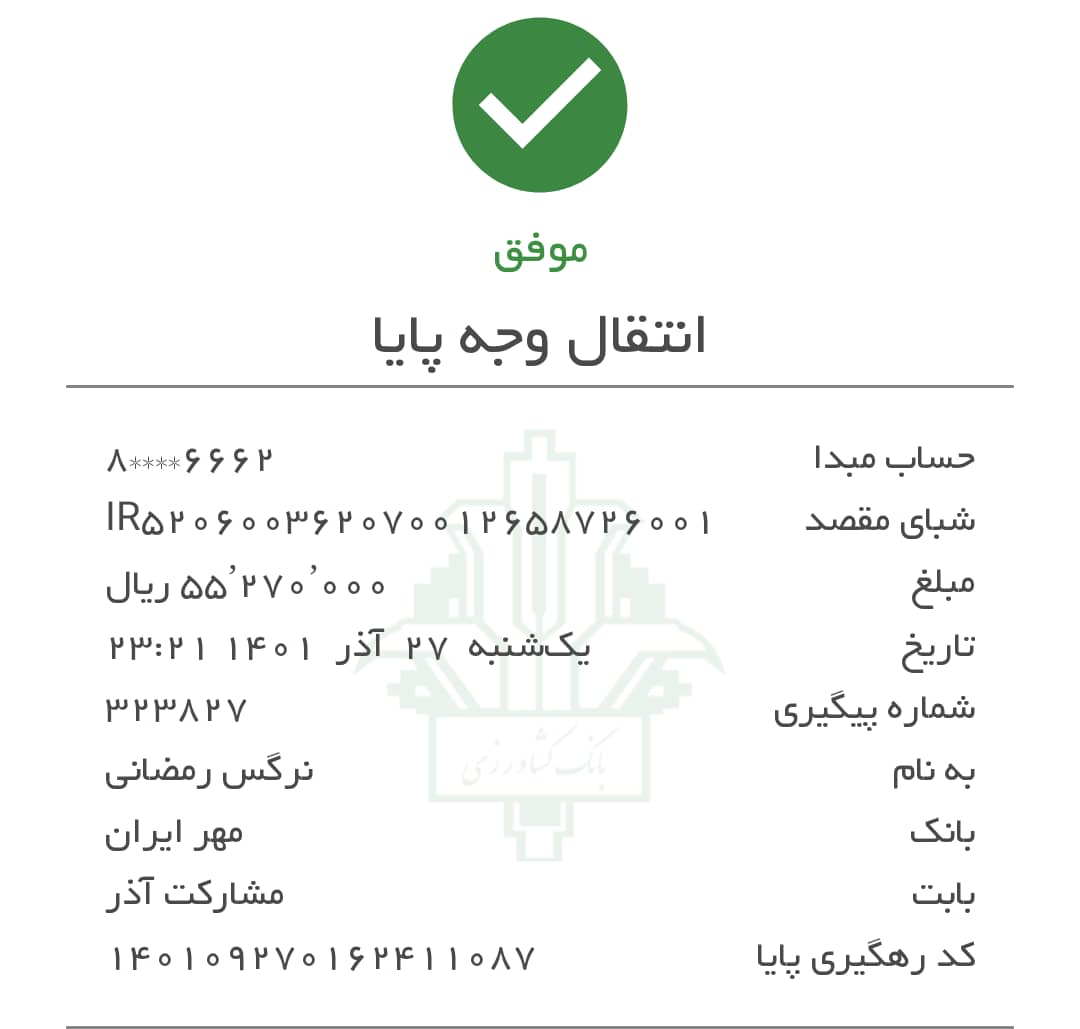 موفق
انتقال وجه پایا
حساب مبدا ۸****۶۶۶۲
شبای مقصد IR۵۲۰۶۰۰۳۶۲۰۷۰۰۱۲۶۵۸۷۲۶۰۰۱
مبلغ ۵۵٬۲۷۰٬۰۰۰ ریال
تاریخ یک‌شنبه ۲۷ آذر ۱۴۰۱ ۲۳:۲۱
شماره پیگیری ۳۲۳۸۲۷
به نام نرگس رمضانی
بانک مهر ایران
بانک کشاورزی
بابت مشارکت آذر
کد رهگیری پایا ۱۴۰۱۰۹۲۷۰۱۶۲۴۱۱۰۸۷